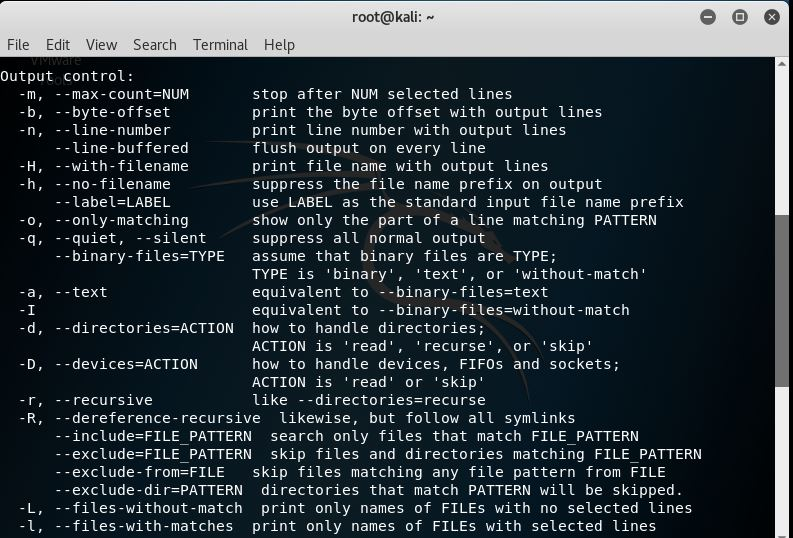 root@kali: ~
File Edit View Search Terminal Help
VMware
Tools
Output control:
  -m, --max-count=NUM       stop after NUM selected lines
  -b, --byte-offset         print the byte offset with output lines
  -n, --line-number         print line number with output lines
      --line-buffered       flush output on every line
  -H, --with-filename       print file name with output lines
  -h, --no-filename         suppress the file name prefix on output
      --label=LABEL         use LABEL as the standard input file name prefix
  -o, --only-matching       show only the part of a line matching PATTERN
  -q, --quiet, --silent     suppress all normal output
      --binary-files=TYPE   assume that binary files are TYPE;
                            TYPE is 'binary', 'text', or 'without-match'
  -a, --text                equivalent to --binary-files=text
  -I                        equivalent to --binary-files=without-match
  -d, --directories=ACTION  how to handle directories;
                            ACTION is 'read', 'recurse', or 'skip'
  -D, --devices=ACTION      how to handle devices, FIFOs and sockets;
                            ACTION is 'read' or 'skip'
  -r, --recursive           like --directories=recurse
  -R, --dereference-recursive  likewise, but follow all symlinks
      --include=FILE_PATTERN  search only files that match FILE_PATTERN
      --exclude=FILE_PATTERN  skip files and directories matching FILE_PATTERN
      --exclude-from=FILE   skip files matching any file pattern from FILE
      --exclude-dir=PATTERN  directories that match PATTERN will be skipped.
  -L, --files-without-match  print only names of FILEs with no selected lines
  -l, --files-with-matches  print only names of FILEs with selected lines